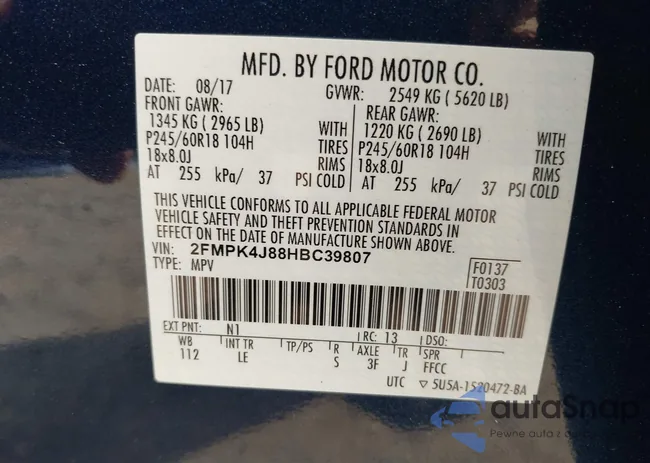 MFD. BY FORD MOTOR CO.
DATE: 08/17 GVWR: 2549 KG ( 5620 LB)
FRONT GAWR: REAR GAWR:
1345 KG ( 2965 LB) WITH 1220 KG ( 2690 LB) WITH
P245/60R18 104H TIRES P245/60R18 104H TIRES
18x8.0J RIMS 18x8.0J RIMS
AT 255 kPa/ 37 PSI COLD AT 255 kPa/ 37 PSI COLD
THIS VEHICLE CONFORMS TO ALL APPLICABLE FEDERAL MOTOR
VEHICLE SAFETY AND THEFT PREVENTION STANDARDS IN
EFFECT ON THE DATE OF MANUFACTURE SHOWN ABOVE.
VIN: 2FMPK4J88HBC39807
TYPE: MPV
F0137
T0303
EXT PNT: N1 RC: 13 DSO:
WB INT TR TP/PS R AXLE TR SPR
112 LE S 3F J FFCC
UTC ▽ 5U5A-1520472-BA
autoSnap
Pewne auta z aukcji